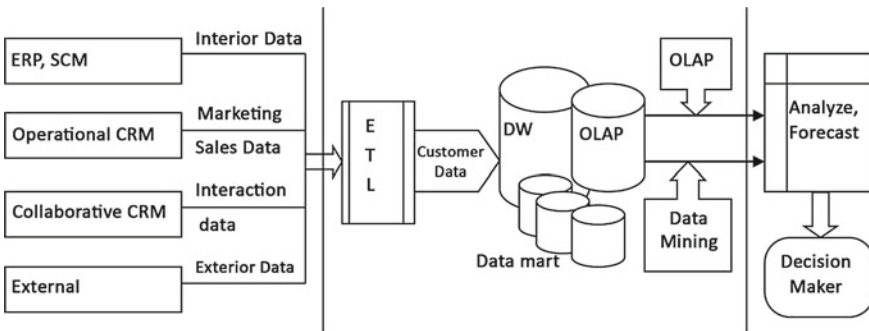 Interior Data
ERP, SCM
Marketing
Operational CRM
Sales Data
Interaction
Collaborative CRM
data
Exterior Data
External
E
T
L
Customer
Data
DW
OLAP
Data mart
OLAP
Data
Mining
Analyze,
Forecast
Decision
Maker